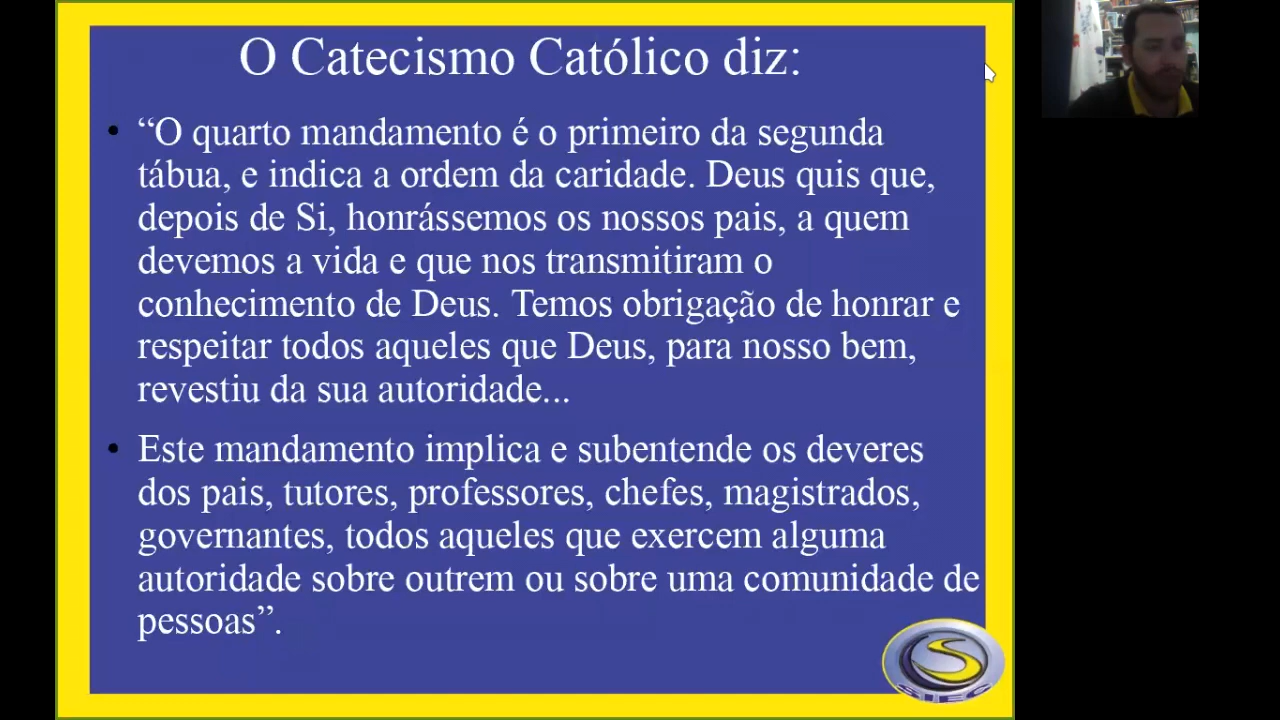 O Catecismo Católico diz:
• “O quarto mandamento é o primeiro da segunda
tábua, e indica a ordem da caridade. Deus quis que,
depois de Si, honrássemos os nossos pais, a quem
devemos a vida e que nos transmitiram o
conhecimento de Deus. Temos obrigação de honrar e
respeitar todos aqueles que Deus, para nosso bem,
revestiu da sua autoridade...
• Este mandamento implica e subentende os deveres
dos pais, tutores, professores, chefes, magistrados,
governantes, todos aqueles que exercem alguma
autoridade sobre outrem ou sobre uma comunidade de
pessoas”.